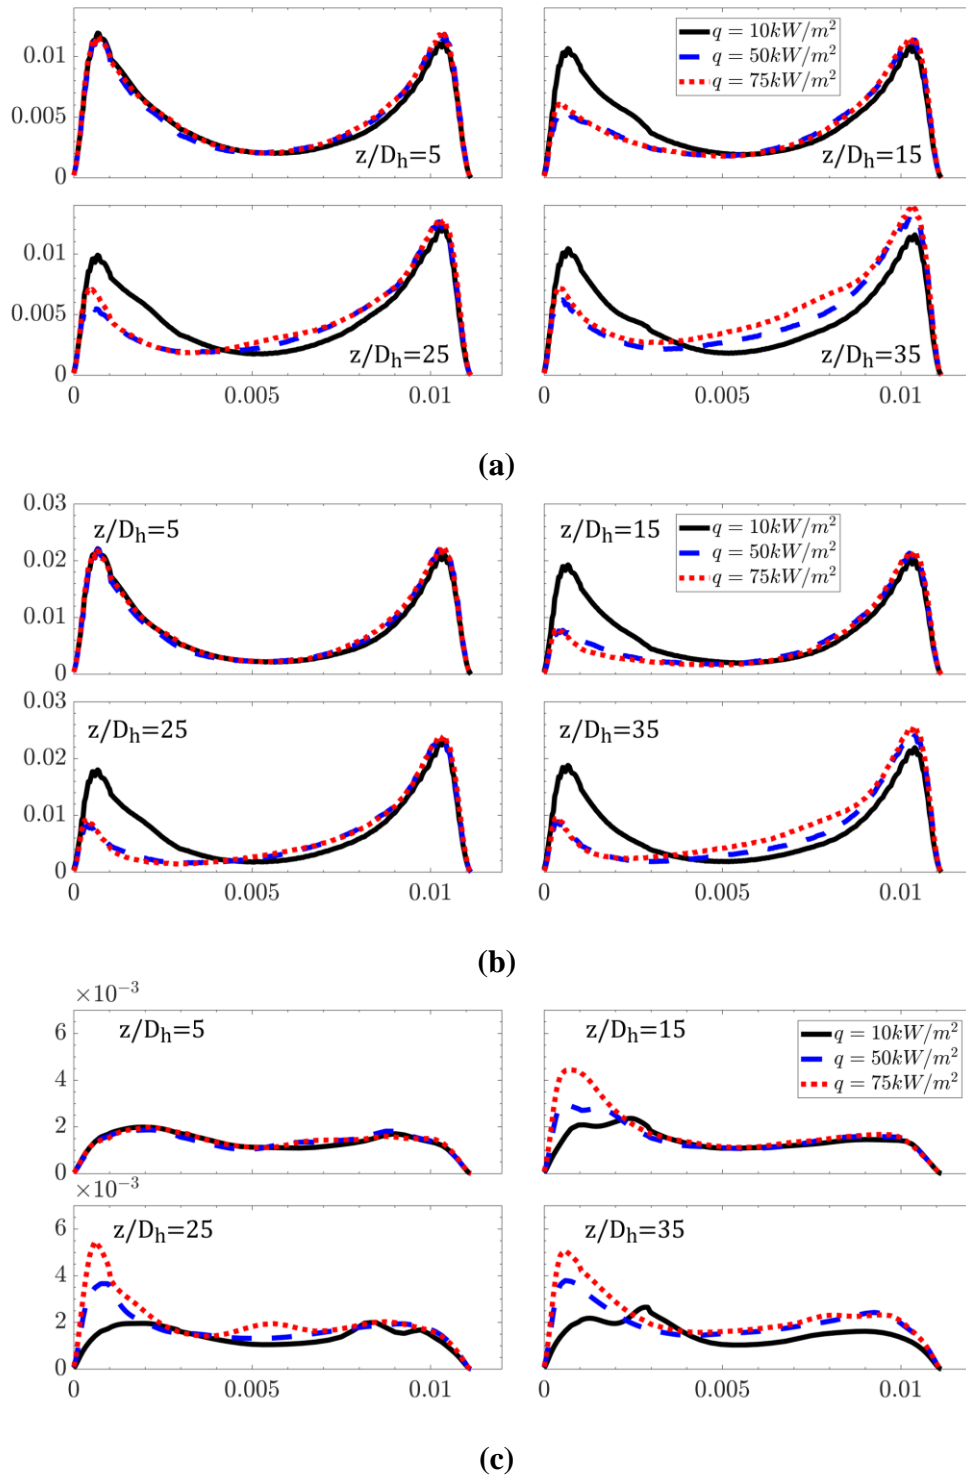 0.01
0.005
0
z/Dh=5
q = 10kW/m²
q = 50kW/m²
q = 75kW/m²
z/Dh=15
0.01
0.005
0
z/Dh=25
z/Dh=35
0 0.005 0.01
0 0.005 0.01
(a)
0.03
0.02
0.01
0
z/Dh=5
z/Dh=15
q = 10kW/m²
q = 50kW/m²
q = 75kW/m²
0.03
0.02
0.01
0
z/Dh=25
z/Dh=35
0 0.005 0.01
0 0.005 0.01
(b)
×10⁻³
6
4
2
0
z/Dh=5
z/Dh=15
q = 10kW/m²
q = 50kW/m²
q = 75kW/m²
×10⁻³
6
4
2
0
z/Dh=25
z/Dh=35
0 0.005 0.01
0 0.005 0.01
(c)